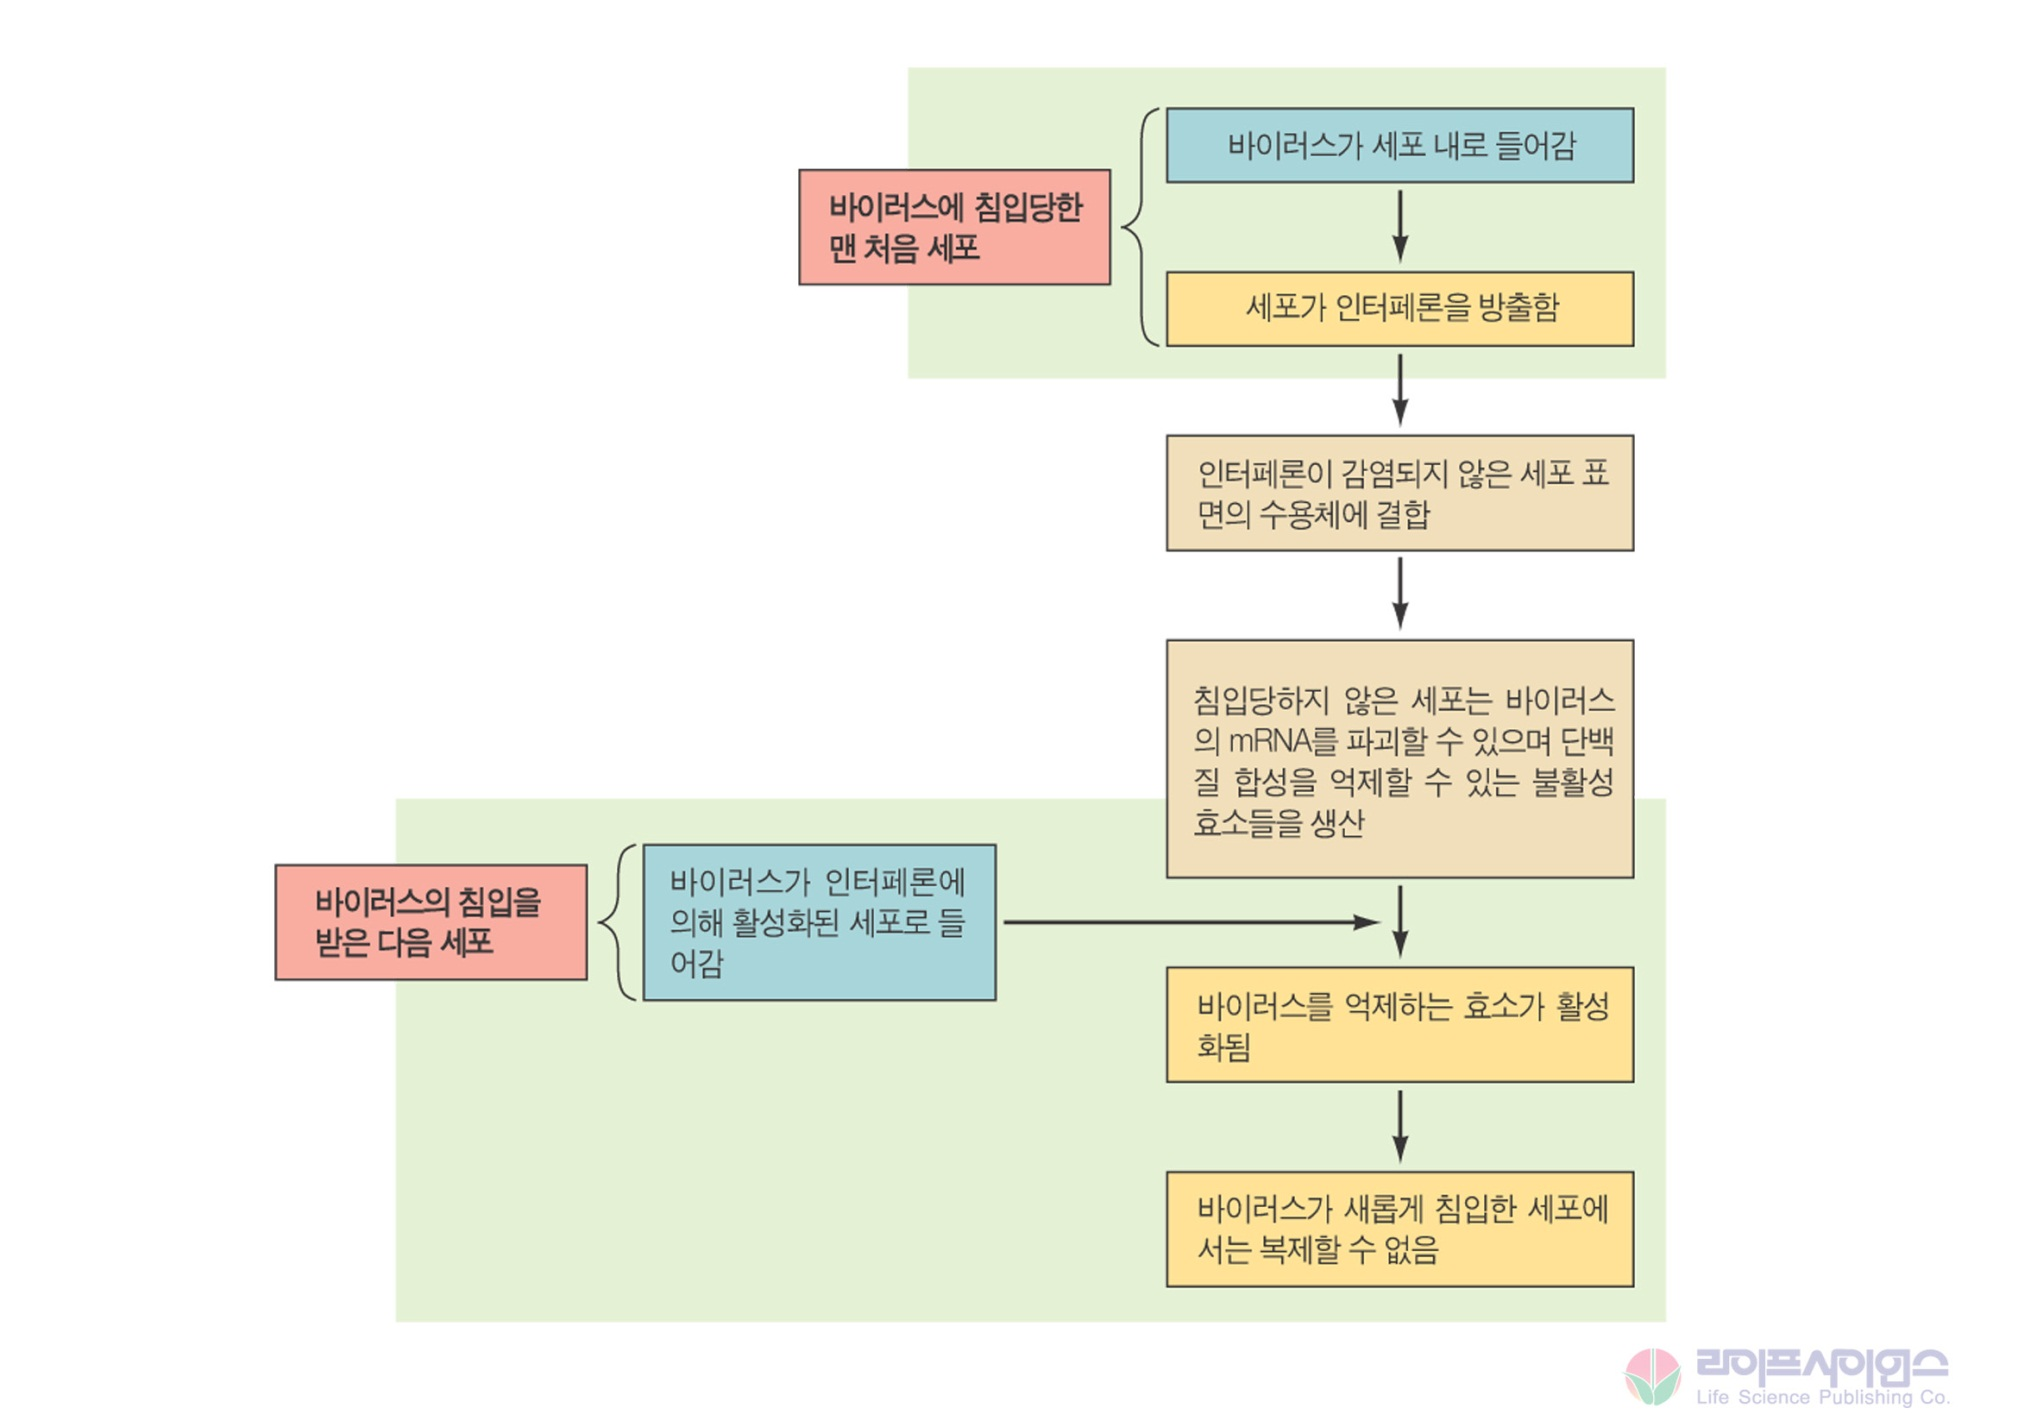 바이러스가 세포 내로 들어감
바이러스에 침입당한
맨 처음 세포
세포가 인터페론을 방출함
인터페론이 감염되지 않은 세포 표
면의 수용체에 결합
침입당하지 않은 세포는 바이러스
의 mRNA를 파괴할 수 있으며 단백
질 합성을 억제할 수 있는 불활성
효소들을 생산
바이러스의 침입을
받은 다음 세포
바이러스가 인터페론에
의해 활성화된 세포로 들
어감
바이러스를 억제하는 효소가 활성
화됨
바이러스가 새롭게 침입한 세포에
서는 복제할 수 없음
라이프사이언스
Life Science Publishing Co.